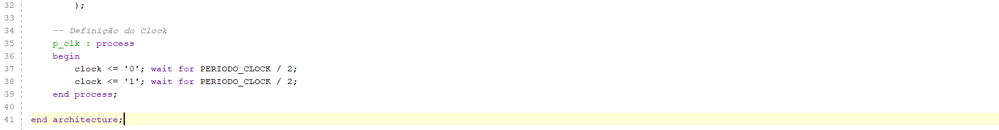 32 );
33
34 -- Definição do Clock
35 p_clk : process
36 begin
37 clock <= '0'; wait for PERIODO_CLOCK / 2;
38 clock <= '1'; wait for PERIODO_CLOCK / 2;
39 end process;
40
41 end architecture;